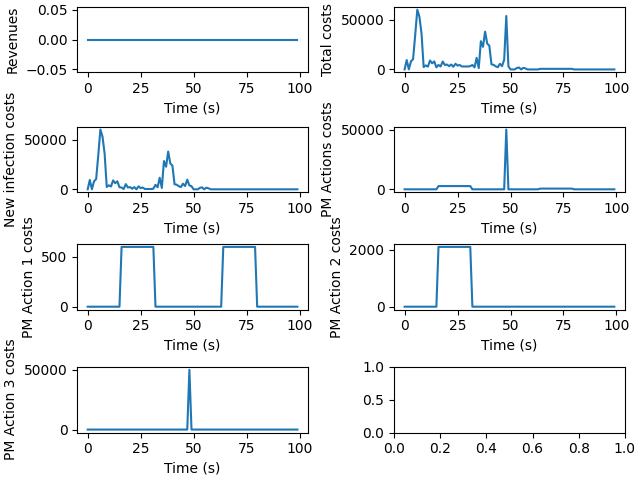 Revenues
0.05
0.00
−0.05
0 25 50 75 100
Time (s)
Total costs
50000
0
0 25 50 75 100
Time (s)
New infection costs
50000
0
0 25 50 75 100
Time (s)
PM Actions costs
50000
0
0 25 50 75 100
Time (s)
PM Action 1 costs
500
0
0 25 50 75 100
Time (s)
PM Action 2 costs
2000
0
0 25 50 75 100
Time (s)
PM Action 3 costs
50000
0
0 25 50 75 100
Time (s)
1.0
0.5
0.0
0.0 0.2 0.4 0.6 0.8 1.0